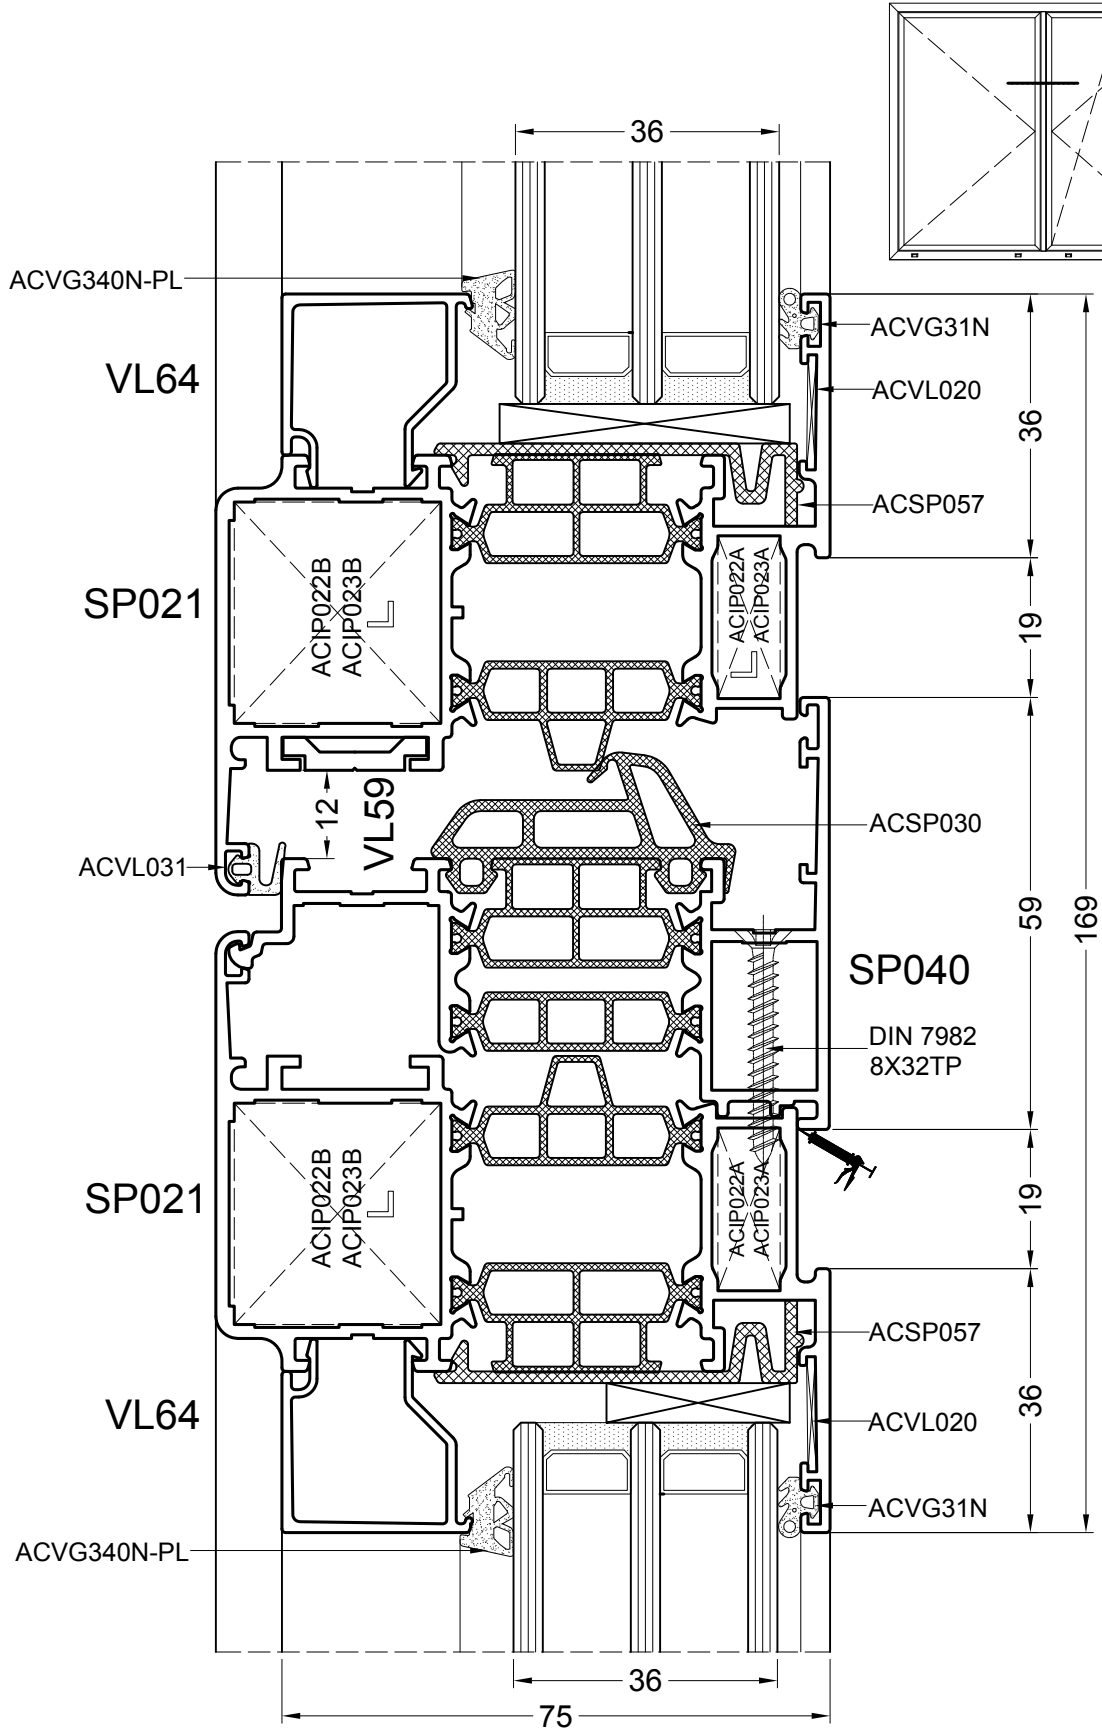 36
ACVG340N-PL
ACVG31N
VL64
ACVL020
36
ACSP057
ACIP022B
ACIP023B
ACIP022A
ACIP023A
SP021
19
12
VL59
ACSP030
ACVL031
59
169
SP040
DIN 7982
8X32TP
ACIP022B
ACIP023B
ACIP022A
ACIP023A
SP021
19
ACSP057
VL64
36
ACVL020
ACVG31N
ACVG340N-PL
36
75